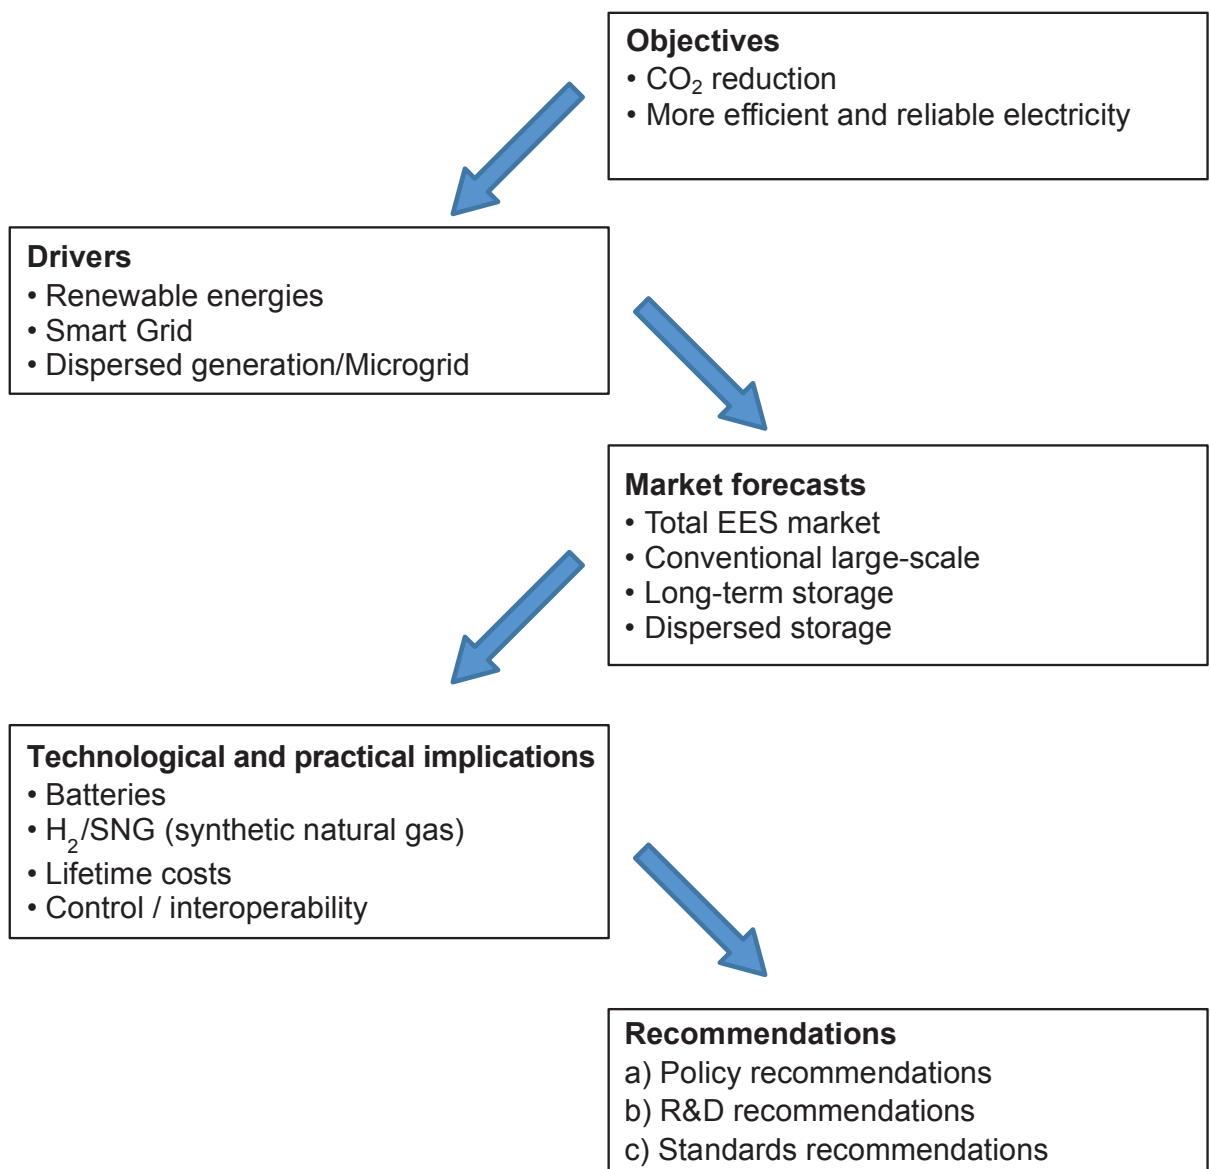 Objectives
• CO₂ reduction
• More efficient and reliable electricity
Drivers
• Renewable energies
• Smart Grid
• Dispersed generation/Microgrid
Market forecasts
• Total EES market
• Conventional large-scale
• Long-term storage
• Dispersed storage
Technological and practical implications
• Batteries
• H₂/SNG (synthetic natural gas)
• Lifetime costs
• Control / interoperability
Recommendations
a) Policy recommendations
b) R&D recommendations
c) Standards recommendations